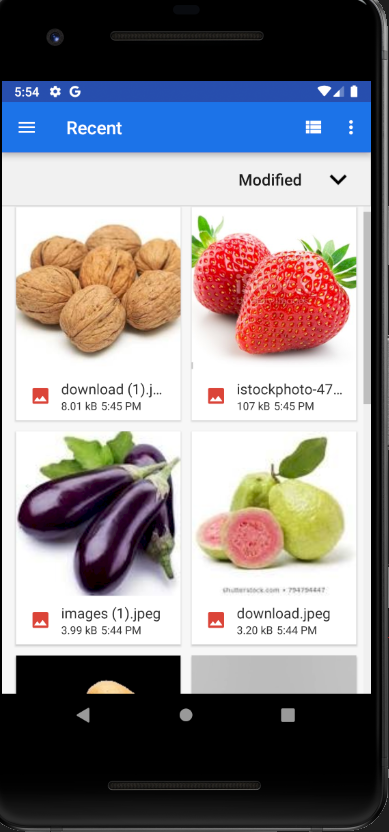 5:54 G
Recent
Modified
download (1).j...
8.01 kB 5:45 PM
iStock
istockphoto-47...
107 kB 5:45 PM
images (1).jpeg
3.99 kB 5:44 PM
shutterstock.com • 794794447
download.jpeg
3.20 kB 5:44 PM